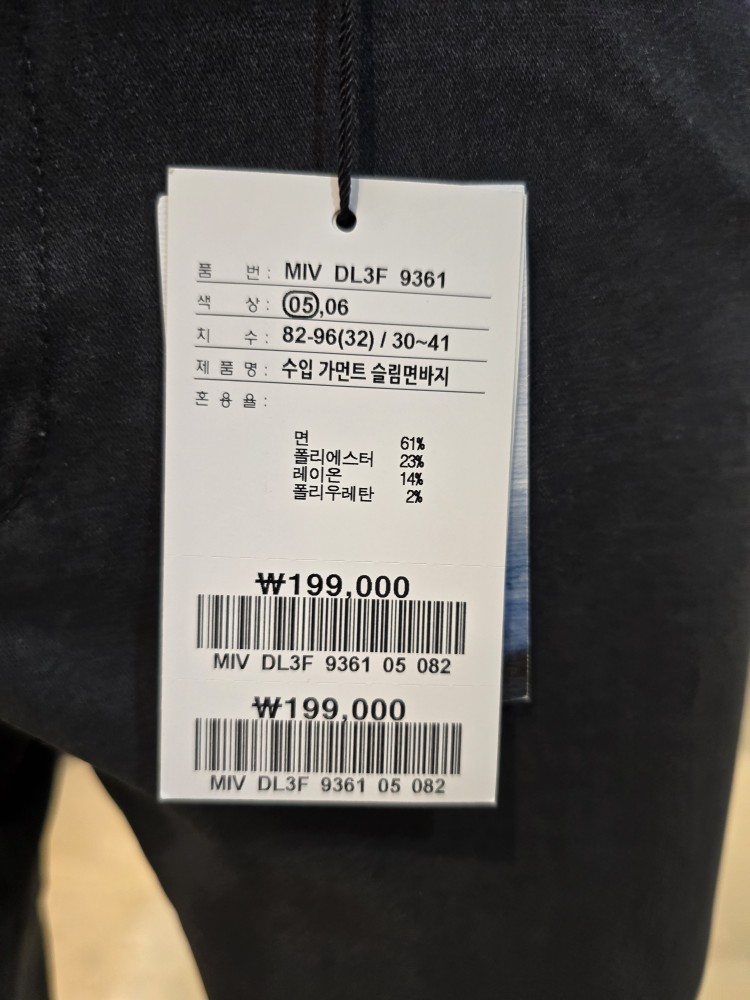 품 번 : MIV DL3F 9361
색 상 : 05,06
치 수 : 82-96(32) / 30~41
제 품 명 : 수입 가먼트 슬림면바지
혼 용 율 :
면 61%
폴리에스터 23%
레이온 14%
폴리우레탄 2%
₩199,000
MIV DL3F 9361 05 082
₩199,000
MIV DL3F 9361 05 082